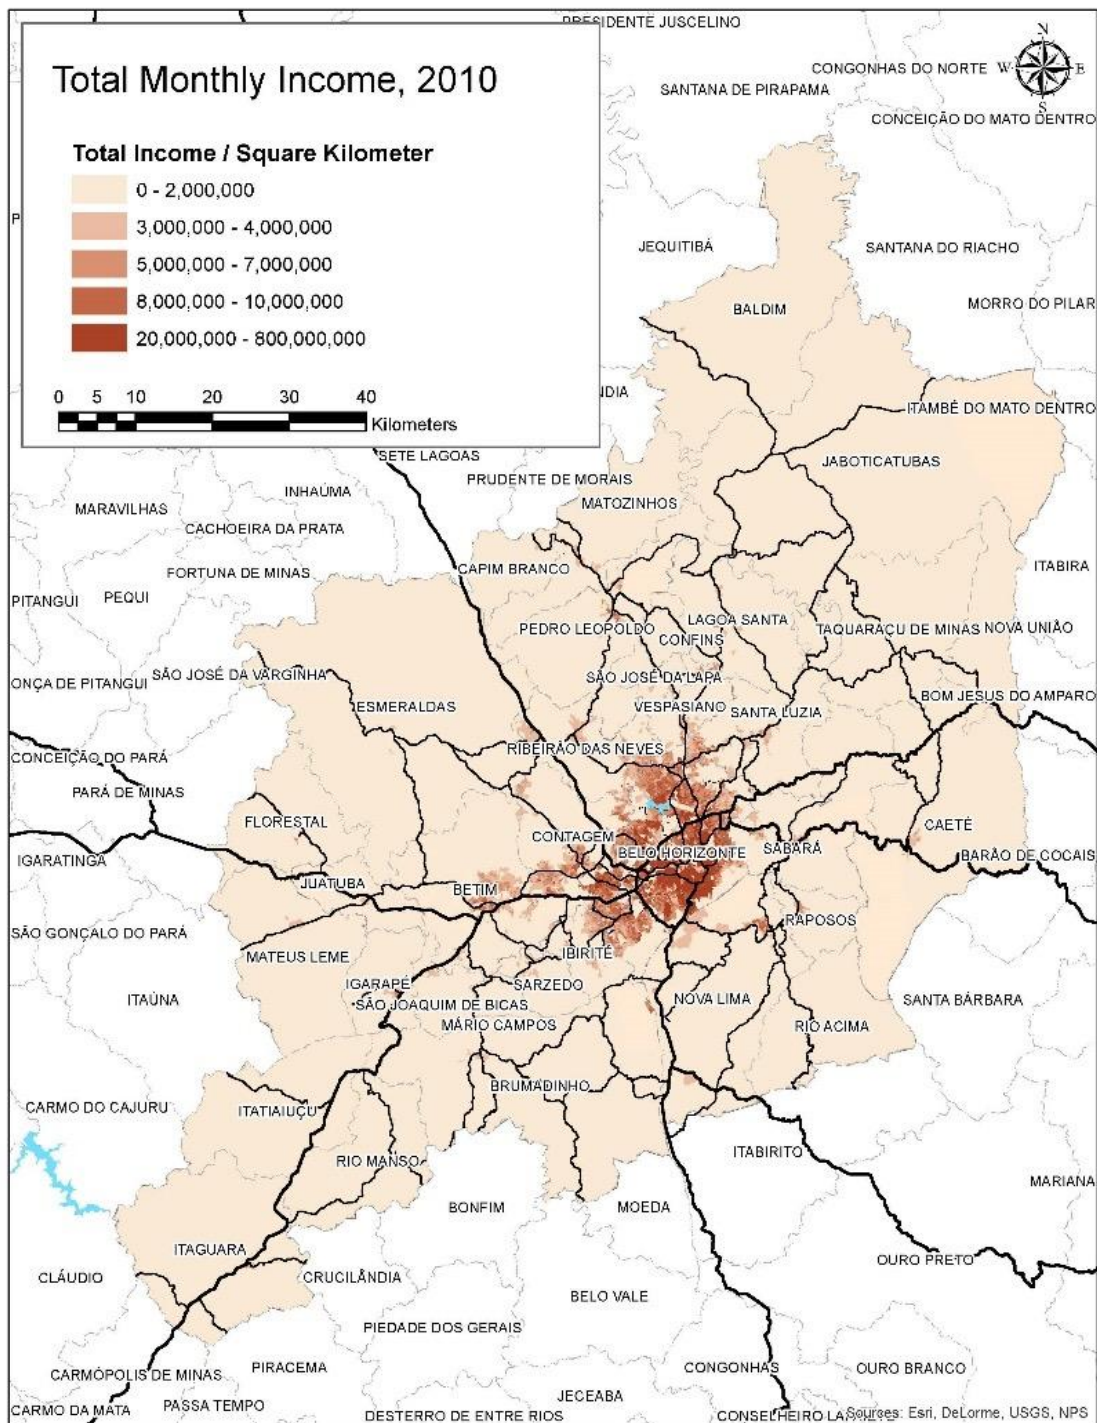 PRESIDENTE JUSCELINO
Total Monthly Income, 2010
Total Income / Square Kilometer
0 - 2,000,000
3,000,000 - 4,000,000
5,000,000 - 7,000,000
8,000,000 - 10,000,000
20,000,000 - 800,000,000
0 5 10 20 30 40
Kilometers
N
W E
S
CONGONHAS DO NORTE
SANTANA DE PIRAPAMA
CONCEIÇÃO DO MATO DENTRO
JEQUITIBÁ
SANTANA DO RIACHO
MORRO DO PILAR
BALDIM
NDIA
ITAMBÉ DO MATO DENTRO
SETE LAGOAS
JABOTICATUBAS
PRUDENTE DE MORAIS
INHAÚMA
MATOZINHOS
MARAVILHAS
CACHOEIRA DA PRATA
CAPIM BRANCO
ITABIRA
FORTUNA DE MINAS
PEQUI
PITANGUI
LAGOA SANTA
PEDRO LEOPOLDO
TAQUARAÇU DE MINAS
NOVA UNIÃO
CONFINS
SÃO JOSÉ DA VARGINHA
SÃO JOSÉ DA LAPA
ONÇA DE PITANGUI
BOM JESUS DO AMPARO
ESMERALDAS
VESPASIANO
SANTA LUZIA
RIBEIRÃO DAS NEVES
CONCEIÇÃO DO PARÁ
PARÁ DE MINAS
FLORESTAL
CAETÉ
CONTAGEM
SABARÁ
BELO HORIZONTE
BARÃO DE COCAIS
IGARATINGA
JUATUBA
BETIM
RAPOSOS
SÃO GONÇALO DO PARÁ
IBIRITÉ
MATEUS LEME
IGARAPÉ
SARZEDO
ITAÚNA
NOVA LIMA
SANTA BÁRBARA
SÃO JOAQUIM DE BICAS
MÁRIO CAMPOS
RIO ACIMA
BRUMADINHO
CARMO DO CAJURU
ITATIAIUÇU
ITABIRITO
RIO MANSO
MARIANA
BONFIM
MOEDA
ITAGUARA
OURO PRETO
CLÁUDIO
CRUCILÂNDIA
BELO VALE
PIEDADE DOS GERAIS
CARMÓPOLIS DE MINAS
PIRACEMA
CONGONHAS
OURO BRANCO
JECEABA
CARMO DA MATA
PASSA TEMPO
DESTERRO DE ENTRE RIOS
CONSELHEIRO LA
Sources: Esri, DeLorme, USGS, NPS